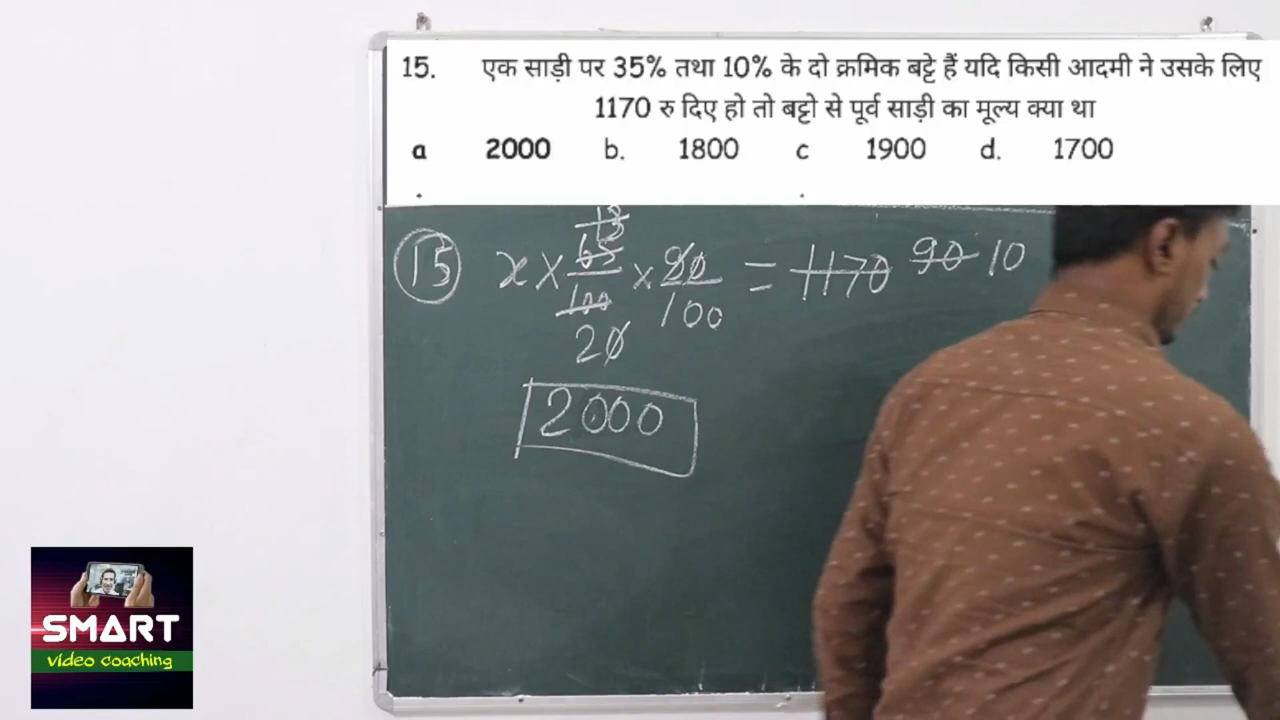 15. एक साड़ी पर 35% तथा 10% के दो क्रमिक बट्टे हैं यदि किसी आदमी ने उसके लिए
1170 रु दिए हो तो बट्टो से पूर्व साड़ी का मूल्य क्या था
a 2000 b. 1800 c 1900 d. 1700
. .
13
15 x × 65/100 × 90/100 = 1170 90 10
20
2000
SMART
video coaching